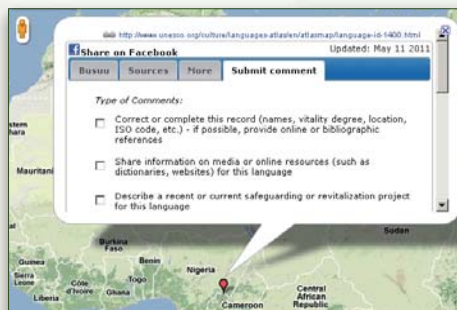 http://www.unesco.org/culture/languages-atlas/en/atlasmap/language-id-1400.html
Share on Facebook
Updated: May 11 2011
Busuu
Sources
More
Submit comment
Type of Comments:
Correct or complete this record (names, vitality degree, location,
ISO code, etc.) - if possible, provide online or bibliographic
references
Share information on media or online resources (such as
dictionaries, websites) for this language
Describe a recent or current safeguarding or revitalization project
for this language
stern
hara
Mauritani
Burkina
Faso
Sudan
Guinea
Benin
Nigeria
Sierra
Leone
Côte
d'Ivoire
Ghana
Togo
Liberia
Cameroon
Central
African
Republic